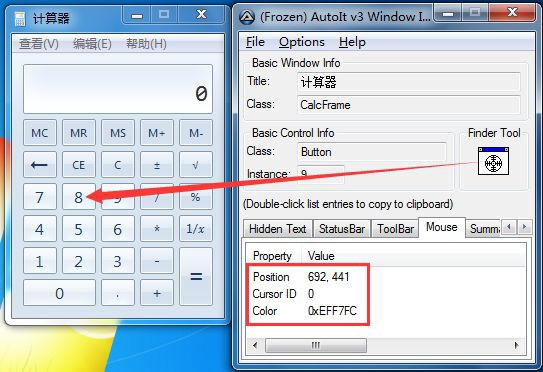 计算器
查看(V) 编辑(E) 帮助(H)
0
MC MR MS M+ M-
CE C ± √
7 8 9 / %
4 5 6 * 1/x
1 2 3 - =
0 . +
(Frozen) AutoIt v3 Window I...
File Options Help
Basic Window Info
Title: 计算器
Class: CalcFrame
Basic Control Info
Finder Tool
Class: Button
Instance: 9
(Double-click list entries to copy to clipboard)
Hidden Text StatusBar ToolBar Mouse Summa
Property Value
Position 692, 441
Cursor ID 0
Color 0xEFF7FC